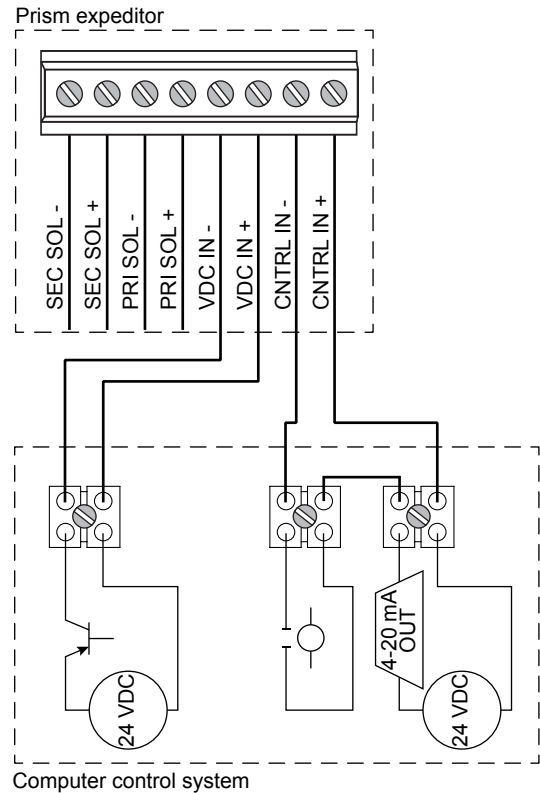 Prism expeditor
SEC SOL -
SEC SOL +
PRI SOL -
PRI SOL +
VDC IN -
VDC IN +
CNTRL IN -
CNTRL IN +
24 VDC
4-20 mA
OUT
24 VDC
Computer control system